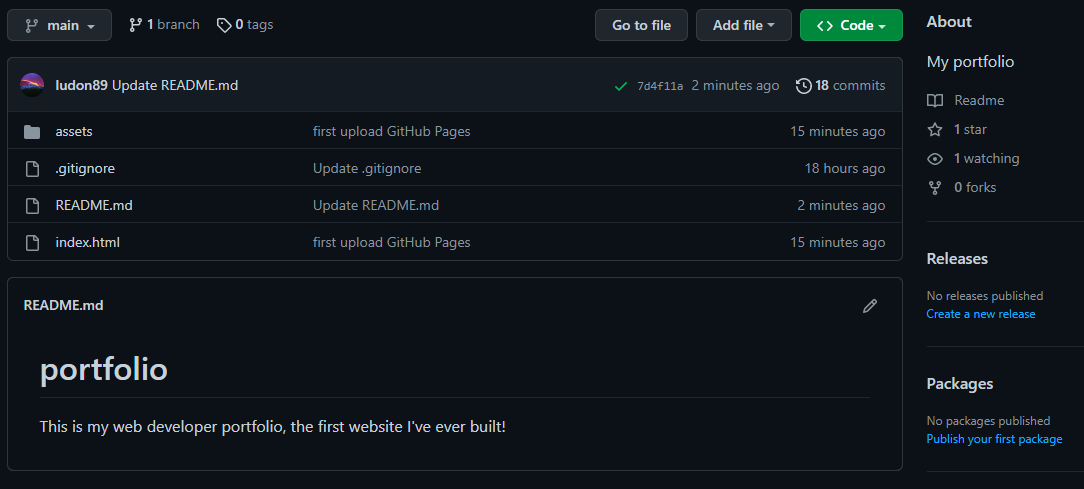 main 1 branch 0 tags Go to file Add file Code
ludon89 Update README.md 7d4f11a 2 minutes ago 18 commits
assets first upload GitHub Pages 15 minutes ago
.gitignore Update .gitignore 18 hours ago
README.md Update README.md 2 minutes ago
index.html first upload GitHub Pages 15 minutes ago
README.md
portfolio
This is my web developer portfolio, the first website I've ever built!
About
My portfolio
Readme
1 star
1 watching
0 forks
Releases
No releases published
Create a new release
Packages
No packages published
Publish your first package